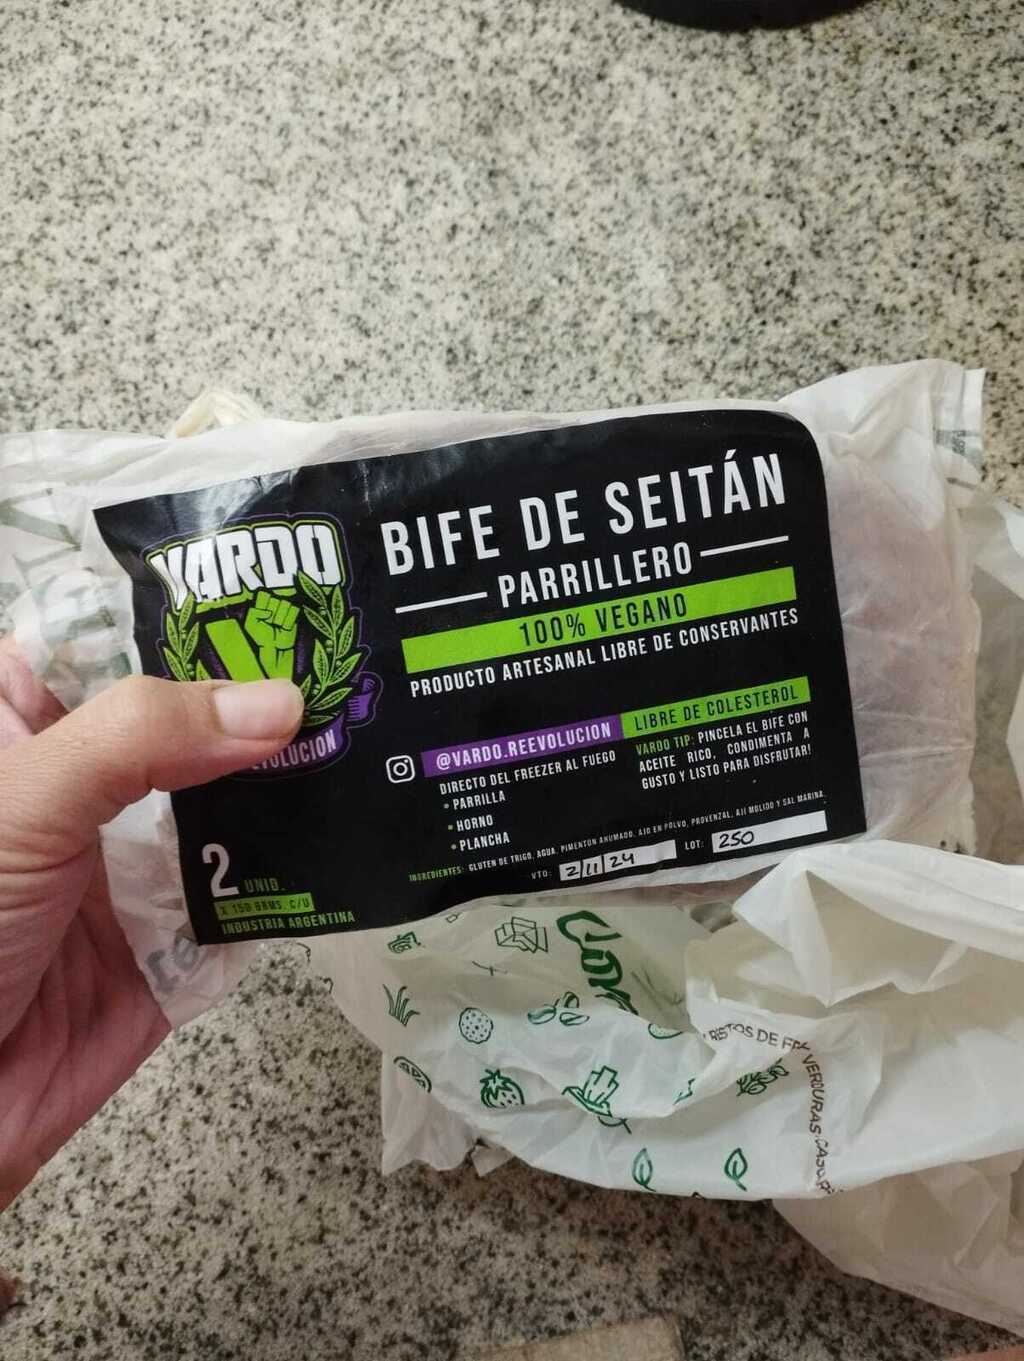 VARDO
BIFE DE SEITÁN
PARRILLERO
100% VEGANO
PRODUCTO ARTESANAL LIBRE DE CONSERVANTES
@VARDO.REEVOLUCION
DIRECTO DEL FREEZER AL FUEGO
• PARRILLA
• HORNO
• PLANCHA
LIBRE DE COLESTEROL
VARDO TIP: PINCELA EL BIFE CON
ACEITE RICO, CONDIMENTA A
GUSTO Y LISTO PARA DISFRUTAR!
INGREDIENTES: GLUTEN DE TRIGO, AGUA, PIMENTON AHUMADO, AJO EN POLVO, PROVENZAL, AJI MOLIDO Y SAL MARINA.
VTO: 2/11/24 LOT: 250
2 UNID.
X 150 GRMS. C/U
INDUSTRIA ARGENTINA
VERDURAS